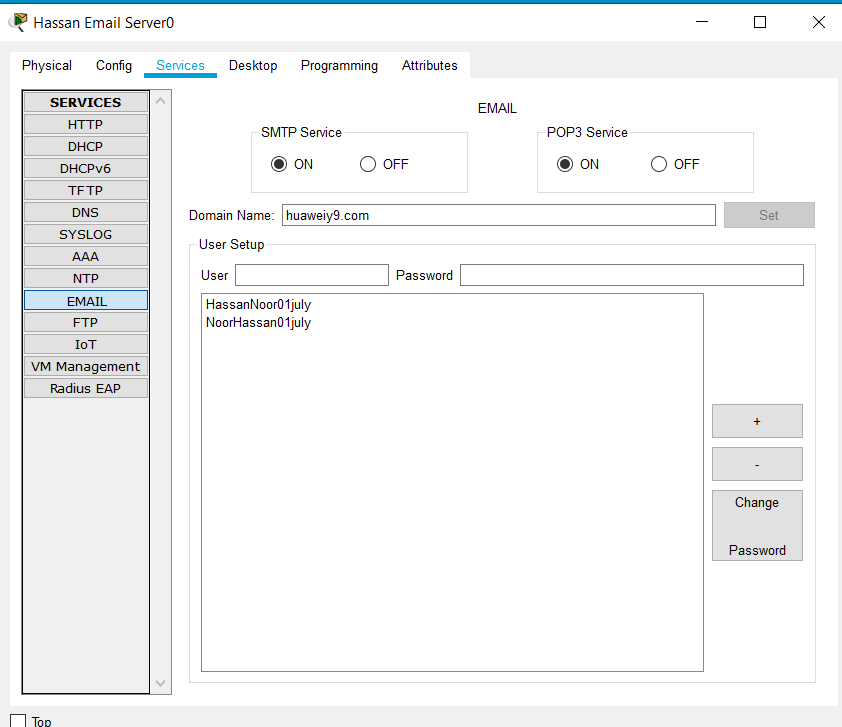 Hassan Email Server0
Physical Config Services Desktop Programming Attributes
SERVICES
HTTP
DHCP
DHCPv6
TFTP
DNS
SYSLOG
AAA
NTP
EMAIL
FTP
IoT
VM Management
Radius EAP
EMAIL
SMTP Service
ON OFF
POP3 Service
ON OFF
Domain Name: huaweiy9.com Set
User Setup
User Password
HassanNoor01july
NoorHassan01july
+
-
Change
Password
Top